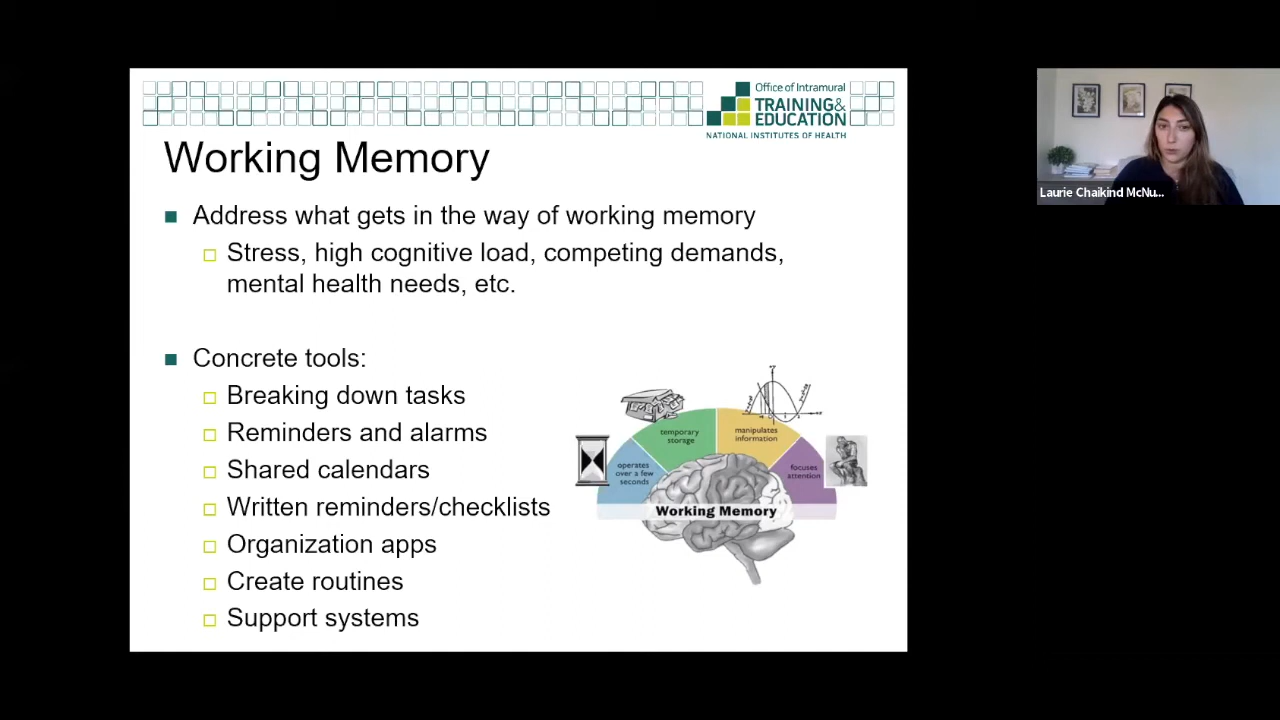 Office of Intramural
TRAINING&
EDUCATION
NATIONAL INSTITUTES OF HEALTH
Working Memory
Address what gets in the way of working memory
Stress, high cognitive load, competing demands,
mental health needs, etc.
Concrete tools:
Breaking down tasks
Reminders and alarms
Shared calendars
Written reminders/checklists
Organization apps
Create routines
Support systems
temporary
storage
manipulates
information
operates
over a few
seconds
focuses
attention
Working Memory
Laurie Chaikind McNu...